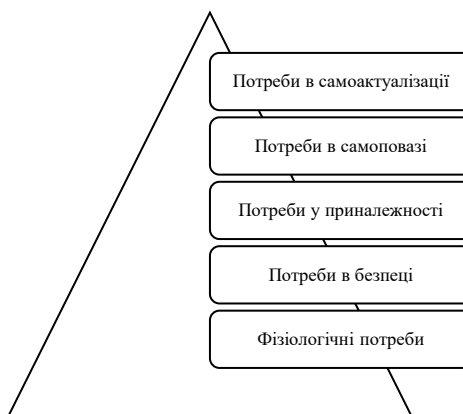 Потреби в самоактуалізації
Потреби в самоповазі
Потреби у приналежності
Потреби в безпеці
Фізіологічні потреби